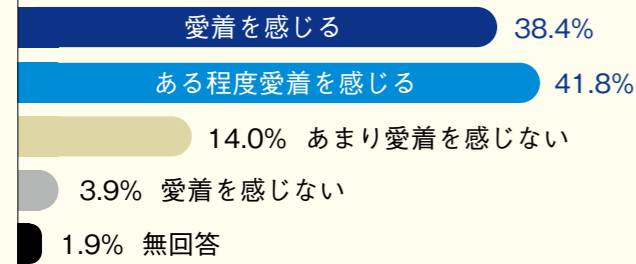 愛着を感じる 38.4%
ある程度愛着を感じる 41.8%
14.0% あまり愛着を感じない
3.9% 愛着を感じない
1.9% 無回答